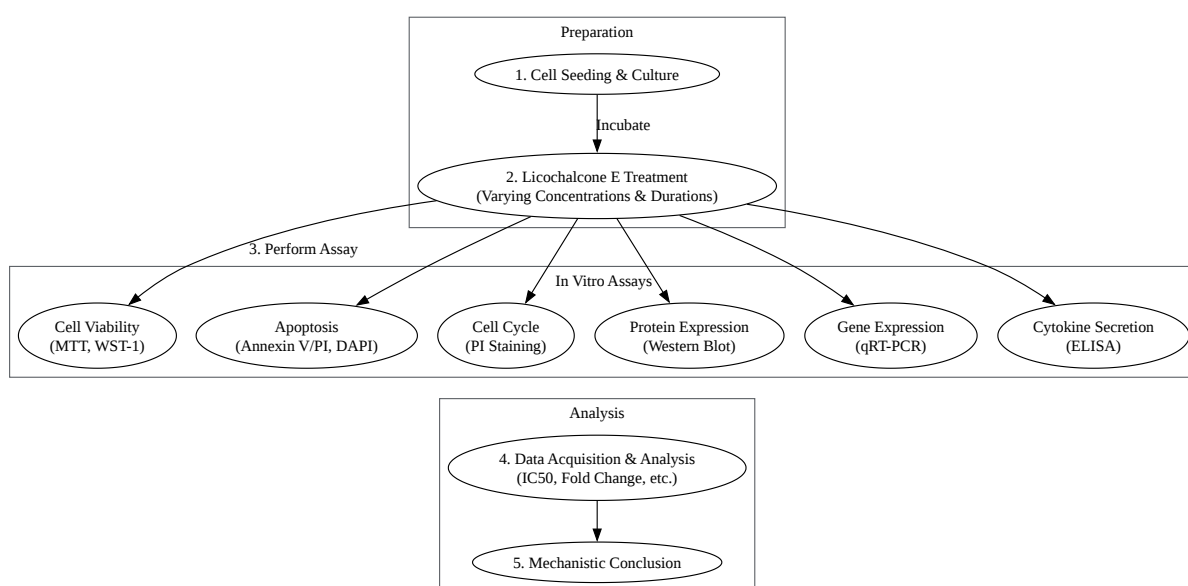 Preparation
1. Cell Seeding & Culture
Incubate
2. Licochalcone E Treatment
(Varying Concentrations & Durations)
3. Perform Assay
In Vitro Assays
Cell Viability
(MTT, WST-1)
Apoptosis
(Annexin V/PI, DAPI)
Cell Cycle
(PI Staining)
Protein Expression
(Western Blot)
Gene Expression
(qRT-PCR)
Cytokine Secretion
(ELISA)
Analysis
4. Data Acquisition & Analysis
(IC50, Fold Change, etc.)
5. Mechanistic Conclusion